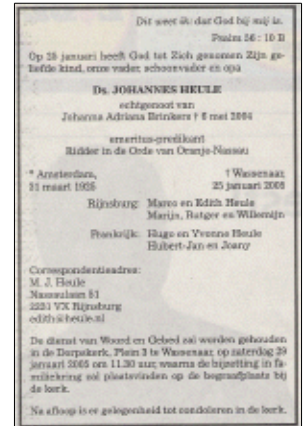 Dit weet ik: dat God bij mij is.
Psalm 56 : 10 B
Op 25 januari heeft God tot Zich genomen Zijn ge-
liefde kind, onze vader, schoonvader en opa
Ds. JOHANNES HEULE
echtgenoot van
Johanna Adriana Brinkers † 6 mei 2004
emeritus-predikant
Ridder in de Orde van Oranje-Nassau
* Amsterdam, † Wassenaar,
31 maart 1925 25 januari 2005
Rijnsburg: Marco en Edith Heule
Marijn, Rutger en Willemijn
Frankrijk: Hugo en Yvonne Heule
Hubert-Jan en Joany
Correspondentieadres:
M. J. Heule
Nassaulaan 51
2231 VX Rijnsburg
edith@heule.nl
De dienst van Woord en Gebed zal worden gehouden
in de Dorpskerk, Plein 3 te Wassenaar, op zaterdag 29
januari 2005 om 11.30 uur, waarna de bijzetting in fa-
miliekring zal plaatsvinden op de begraafplaats bij
de kerk.
Na afloop is er gelegenheid tot condoleren in de kerk.